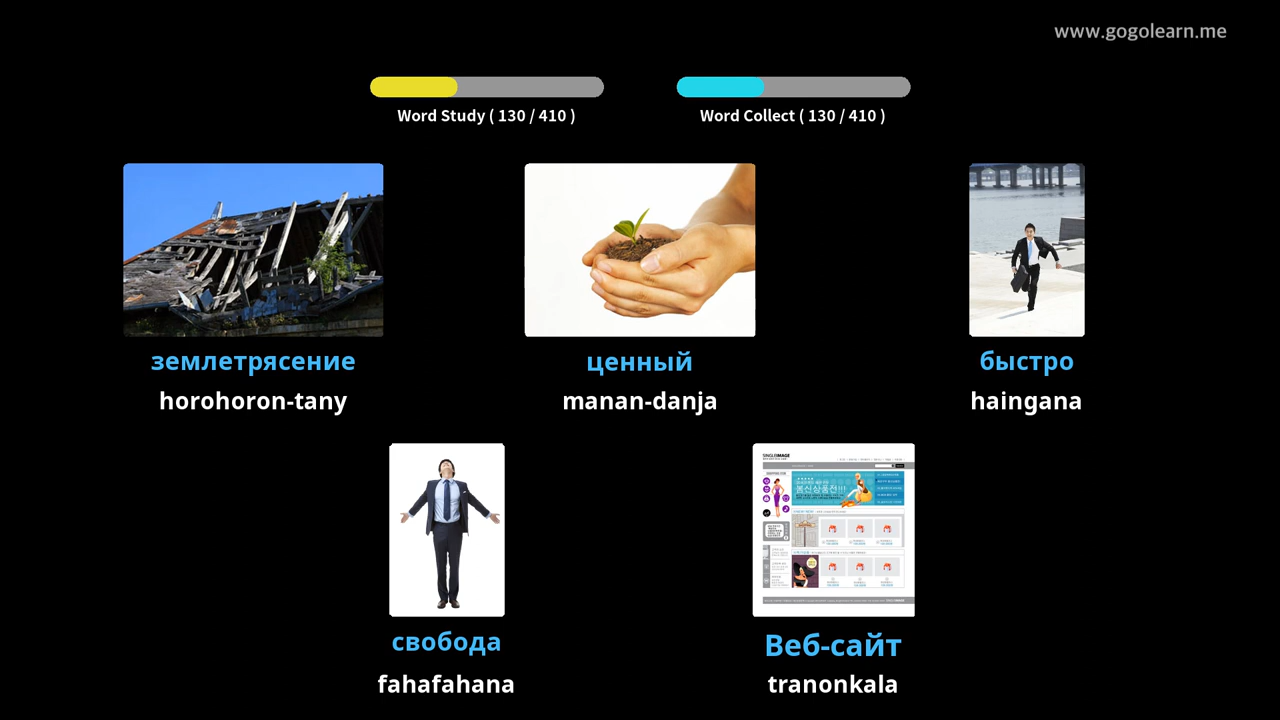 www.gogolearn.me
Word Study ( 130 / 410 )
Word Collect ( 130 / 410 )
землетрясение
horohoron-tany
ценный
manan-danja
быстро
haingana
свобода
fahafahana
Веб-сайт
tranonkala